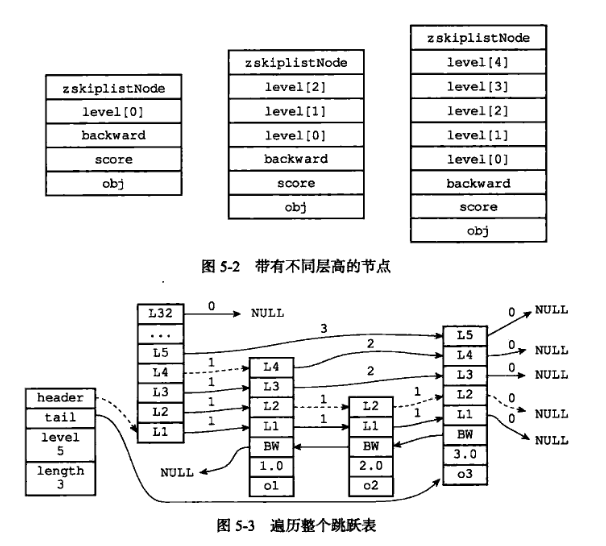 zskiplistNode
level[0]
backward
score
obj
zskiplistNode
level[2]
level[1]
level[0]
backward
score
obj
zskiplistNode
level[4]
level[3]
level[2]
level[1]
level[0]
backward
score
obj
图 5-2 带有不同层高的节点
header
tail
level
5
length
3
L32
...
L5
L4
L3
L2
L1
0
NULL
3
1
1
1
1
L4
L3
L2
L1
BW
1.0
o1
NULL
2
2
1
1
L2
L1
BW
2.0
o2
1
1
L5
L4
L3
L2
L1
BW
3.0
o3
0
NULL
0
NULL
0
NULL
0
NULL
0
NULL
图 5-3 遍历整个跳跃表